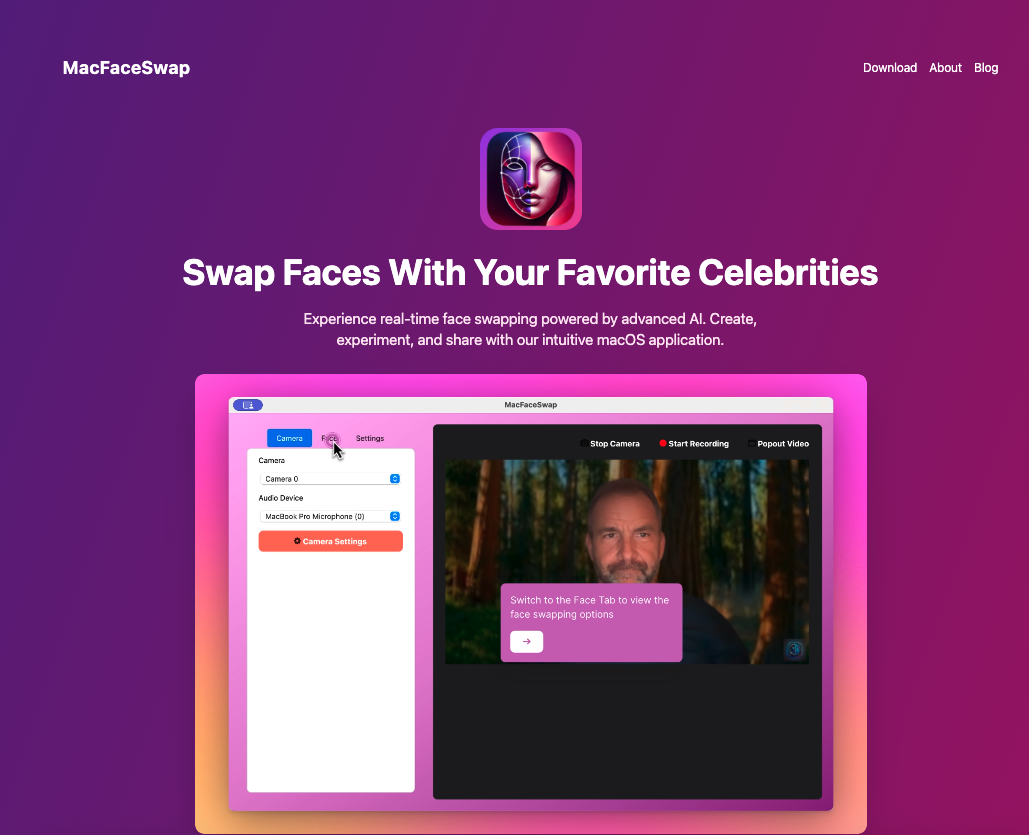 MacFaceSwap
Download About Blog
Swap Faces With Your Favorite Celebrities
Experience real-time face swapping powered by advanced AI. Create,
experiment, and share with our intuitive macOS application.
MacFaceSwap
Camera Face Settings
Stop Camera Start Recording Popout Video
Camera
Camera 0
Audio Device
MacBook Pro Microphone (0)
Camera Settings
Switch to the Face Tab to view the
face swapping options